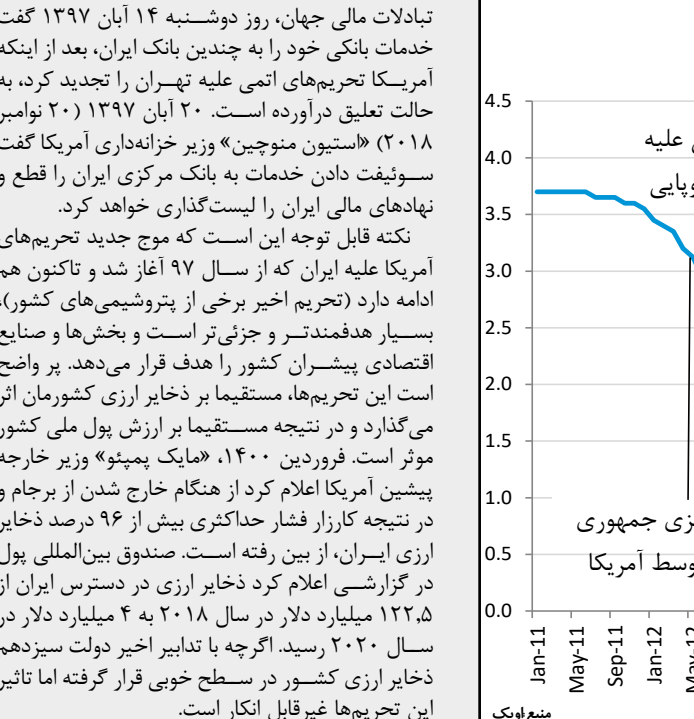 تبادلات مالی جهان، روز دوشنبه ۱۴ آبان ۱۳۹۷ گفت
خدمات بانکی خود را به چندین بانک ایران، بعد از اینکه
آمریکا تحریم‌های اتمی علیه تهران را تجدید کرد، به
حالت تعلیق درآورده است. ۲۰ آبان ۱۳۹۷ (۲۰ نوامبر
۲۰۱۸) «استیون منوچین» وزیر خزانه‌داری آمریکا گفت
سوئیفت دادن خدمات به بانک مرکزی ایران را قطع و
نهادهای مالی ایران را لیست‌گذاری خواهد کرد.
نکته قابل توجه این است که موج جدید تحریم‌های
آمریکا علیه ایران که از سال ۹۷ آغاز شد و تاکنون هم
ادامه دارد (تحریم اخیر برخی از پتروشیمی‌های کشور)،
بسیار هدفمندتر و جزئی‌تر است و بخش‌ها و صنایع
اقتصادی پیشران کشور را هدف قرار می‌دهد. پر واضح
است این تحریم‌ها، مستقیما بر ذخایر ارزی کشورمان اثر
می‌گذارد و در نتیجه مستقیما بر ارزش پول ملی کشور
موثر است. فروردین ۱۴۰۰، «مایک پمپئو» وزیر خارجه
پیشین آمریکا اعلام کرد از هنگام خارج شدن از برجام و
در نتیجه کارزار فشار حداکثری بیش از ۹۶ درصد ذخایر
ارزی ایران، از بین رفته است. صندوق بین‌المللی پول
در گزارشی اعلام کرد ذخایر ارزی در دسترس ایران از
۱۲۲٫۵ میلیارد دلار در سال ۲۰۱۸ به ۴ میلیارد دلار در
سال ۲۰۲۰ رسید. اگرچه با تدابیر اخیر دولت سیزدهم
ذخایر ارزی کشور در سطح خوبی قرار گرفته اما تاثیر
این تحریم‌ها غیرقابل انکار است.
4.5
4.0
3.5
3.0
2.5
2.0
1.5
1.0
0.5
0.0
علیه
جمهوری
وسط آمریکا
Jan-11
May-11
Sep-11
Jan-12
May-12
منبع اوپک